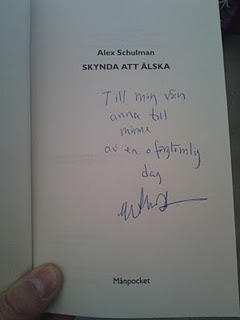 Alex Schulman
SKYNDA ATT ÄLSKA
Till min vän
anna till
minne
av en oförglömlig
dag
Månpocket